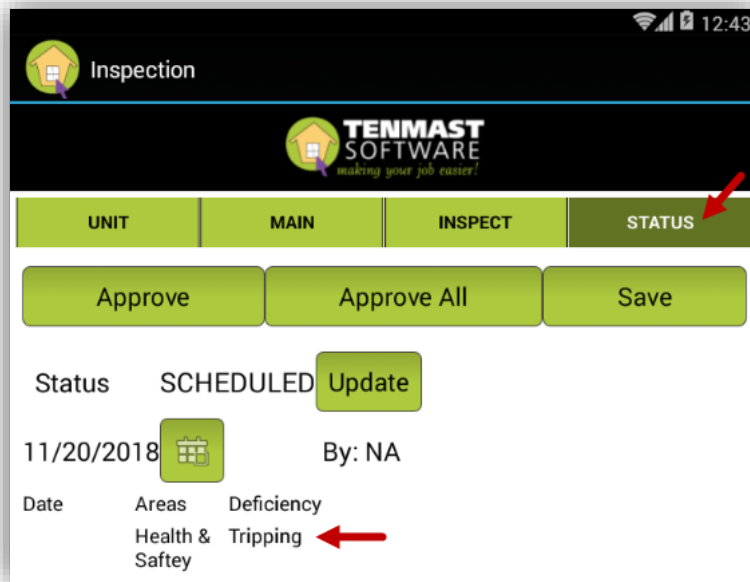 12:43
Inspection
TENMAST
SOFTWARE
making your job easier!
UNIT MAIN INSPECT STATUS
Approve Approve All Save
Status SCHEDULED Update
11/20/2018 By: NA
Date Areas Deficiency
Health & Tripping
Saftey